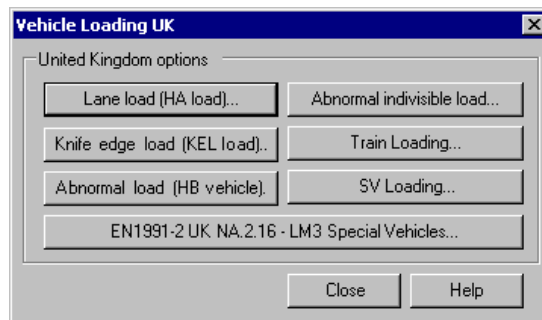 Vehicle Loading UK
United Kingdom options
Lane load (HA load)...
Abnormal indivisible load...
Knife edge load (KEL load)..
Train Loading...
Abnormal load (HB vehicle).
SV Loading...
EN1991-2 UK NA.2.16 - LM3 Special Vehicles...
Close
Help